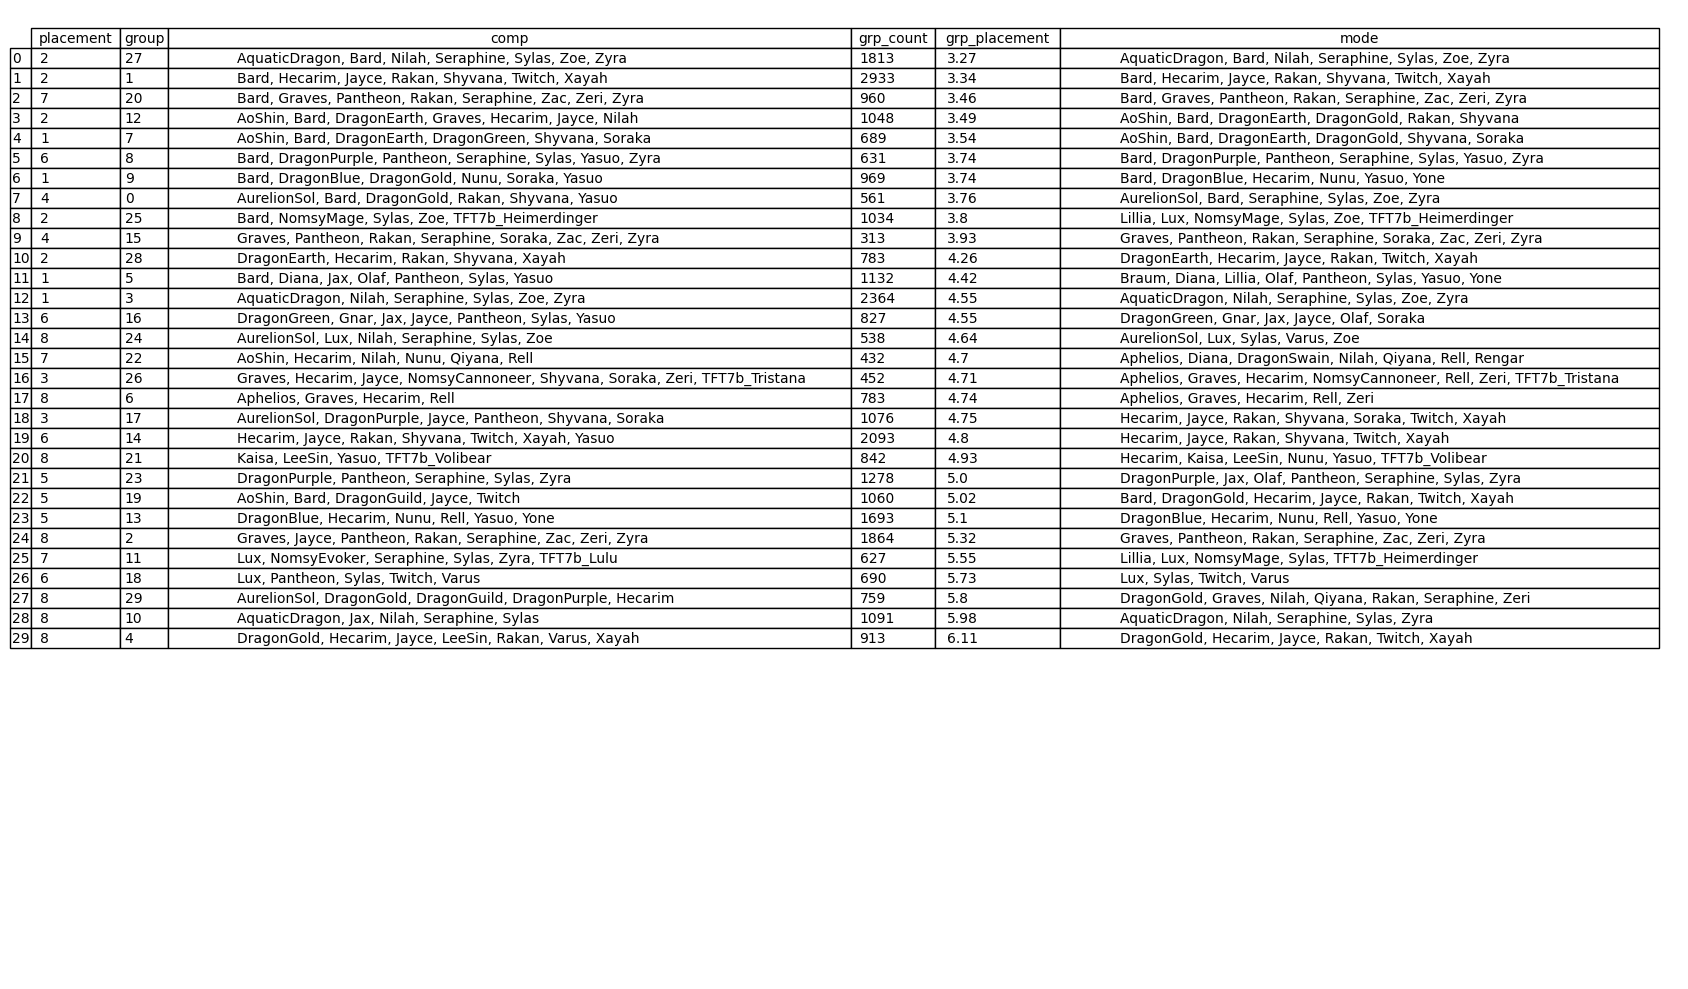 placement group comp grp_count grp_placement mode
0 2 27 AquaticDragon, Bard, Nilah, Seraphine, Sylas, Zoe, Zyra 1813 3.27 AquaticDragon, Bard, Nilah, Seraphine, Sylas, Zoe, Zyra
1 2 1 Bard, Hecarim, Jayce, Rakan, Shyvana, Twitch, Xayah 2933 3.34 Bard, Hecarim, Jayce, Rakan, Shyvana, Twitch, Xayah
2 7 20 Bard, Graves, Pantheon, Rakan, Seraphine, Zac, Zeri, Zyra 960 3.46 Bard, Graves, Pantheon, Rakan, Seraphine, Zac, Zeri, Zyra
3 2 12 AoShin, Bard, DragonEarth, Graves, Hecarim, Jayce, Nilah 1048 3.49 AoShin, Bard, DragonEarth, DragonGold, Rakan, Shyvana
4 1 7 AoShin, Bard, DragonEarth, DragonGreen, Shyvana, Soraka 689 3.54 AoShin, Bard, DragonEarth, DragonGold, Shyvana, Soraka
5 6 8 Bard, DragonPurple, Pantheon, Seraphine, Sylas, Yasuo, Zyra 631 3.74 Bard, DragonPurple, Pantheon, Seraphine, Sylas, Yasuo, Zyra
6 1 9 Bard, DragonBlue, DragonGold, Nunu, Soraka, Yasuo 969 3.74 Bard, DragonBlue, Hecarim, Nunu, Yasuo, Yone
7 4 0 AurelionSol, Bard, DragonGold, Rakan, Shyvana, Yasuo 561 3.76 AurelionSol, Bard, Seraphine, Sylas, Zoe, Zyra
8 2 25 Bard, NomsyMage, Sylas, Zoe, TFT7b_Heimerdinger 1034 3.8 Lillia, Lux, NomsyMage, Sylas, Zoe, TFT7b_Heimerdinger
9 4 15 Graves, Pantheon, Rakan, Seraphine, Soraka, Zac, Zeri, Zyra 313 3.93 Graves, Pantheon, Rakan, Seraphine, Soraka, Zac, Zeri, Zyra
10 2 28 DragonEarth, Hecarim, Rakan, Shyvana, Xayah 783 4.26 DragonEarth, Hecarim, Jayce, Rakan, Twitch, Xayah
11 1 5 Bard, Diana, Jax, Olaf, Pantheon, Sylas, Yasuo 1132 4.42 Braum, Diana, Lillia, Olaf, Pantheon, Sylas, Yasuo, Yone
12 1 3 AquaticDragon, Nilah, Seraphine, Sylas, Zoe, Zyra 2364 4.55 AquaticDragon, Nilah, Seraphine, Sylas, Zoe, Zyra
13 6 16 DragonGreen, Gnar, Jax, Jayce, Pantheon, Sylas, Yasuo 827 4.55 DragonGreen, Gnar, Jax, Jayce, Olaf, Soraka
14 8 24 AurelionSol, Lux, Nilah, Seraphine, Sylas, Zoe 538 4.64 AurelionSol, Lux, Sylas, Varus, Zoe
15 7 22 AoShin, Hecarim, Nilah, Nunu, Qiyana, Rell 432 4.7 Aphelios, Diana, DragonSwain, Nilah, Qiyana, Rell, Rengar
16 3 26 Graves, Hecarim, Jayce, NomsyCannoneer, Shyvana, Soraka, Zeri, TFT7b_Tristana 452 4.71 Aphelios, Graves, Hecarim, NomsyCannoneer, Rell, Zeri, TFT7b_Tristana
17 8 6 Aphelios, Graves, Hecarim, Rell 783 4.74 Aphelios, Graves, Hecarim, Rell, Zeri
18 3 17 AurelionSol, DragonPurple, Jayce, Pantheon, Shyvana, Soraka 1076 4.75 Hecarim, Jayce, Rakan, Shyvana, Soraka, Twitch, Xayah
19 6 14 Hecarim, Jayce, Rakan, Shyvana, Twitch, Xayah, Yasuo 2093 4.8 Hecarim, Jayce, Rakan, Shyvana, Twitch, Xayah
20 8 21 Kaisa, LeeSin, Yasuo, TFT7b_Volibear 842 4.93 Hecarim, Kaisa, LeeSin, Nunu, Yasuo, TFT7b_Volibear
21 5 23 DragonPurple, Pantheon, Seraphine, Sylas, Zyra 1278 5.0 DragonPurple, Jax, Olaf, Pantheon, Seraphine, Sylas, Zyra
22 5 19 AoShin, Bard, DragonGuild, Jayce, Twitch 1060 5.02 Bard, DragonGold, Hecarim, Jayce, Rakan, Twitch, Xayah
23 5 13 DragonBlue, Hecarim, Nunu, Rell, Yasuo, Yone 1693 5.1 DragonBlue, Hecarim, Nunu, Rell, Yasuo, Yone
24 8 2 Graves, Jayce, Pantheon, Rakan, Seraphine, Zac, Zeri, Zyra 1864 5.32 Graves, Pantheon, Rakan, Seraphine, Zac, Zeri, Zyra
25 7 11 Lux, NomsyEvoker, Seraphine, Sylas, Zyra, TFT7b_Lulu 627 5.55 Lillia, Lux, NomsyMage, Sylas, TFT7b_Heimerdinger
26 6 18 Lux, Pantheon, Sylas, Twitch, Varus 690 5.73 Lux, Sylas, Twitch, Varus
27 8 29 AurelionSol, DragonGold, DragonGuild, DragonPurple, Hecarim 759 5.8 DragonGold, Graves, Nilah, Qiyana, Rakan, Seraphine, Zeri
28 8 10 AquaticDragon, Jax, Nilah, Seraphine, Sylas 1091 5.98 AquaticDragon, Nilah, Seraphine, Sylas, Zyra
29 8 4 DragonGold, Hecarim, Jayce, LeeSin, Rakan, Varus, Xayah 913 6.11 DragonGold, Hecarim, Jayce, Rakan, Twitch, Xayah